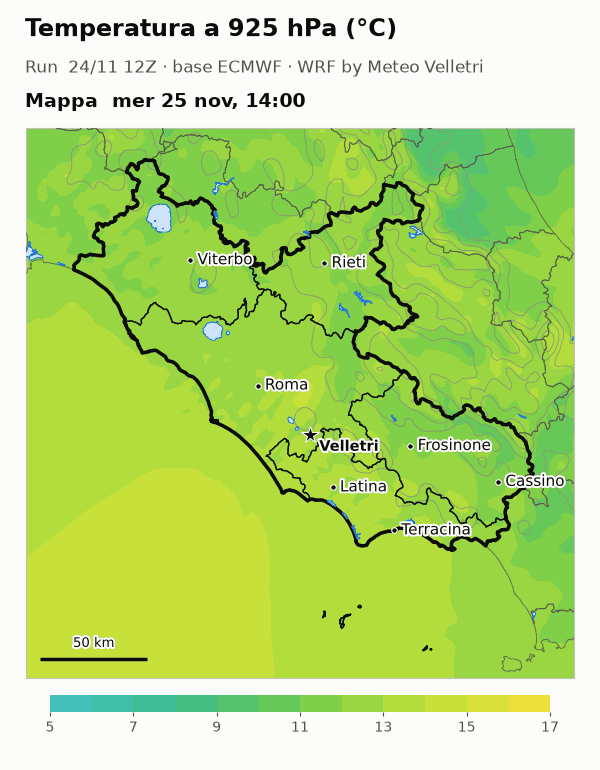 Temperatura a 925 hPa (°C)
Run  24/11 12Z · base ECMWF · WRF by Meteo Velletri
Mappa  mer 25 nov, 14:00
Viterbo
Rieti
Roma
Velletri
Frosinone
Cassino
Latina
Terracina
50 km
5 7 9 11 13 15 17